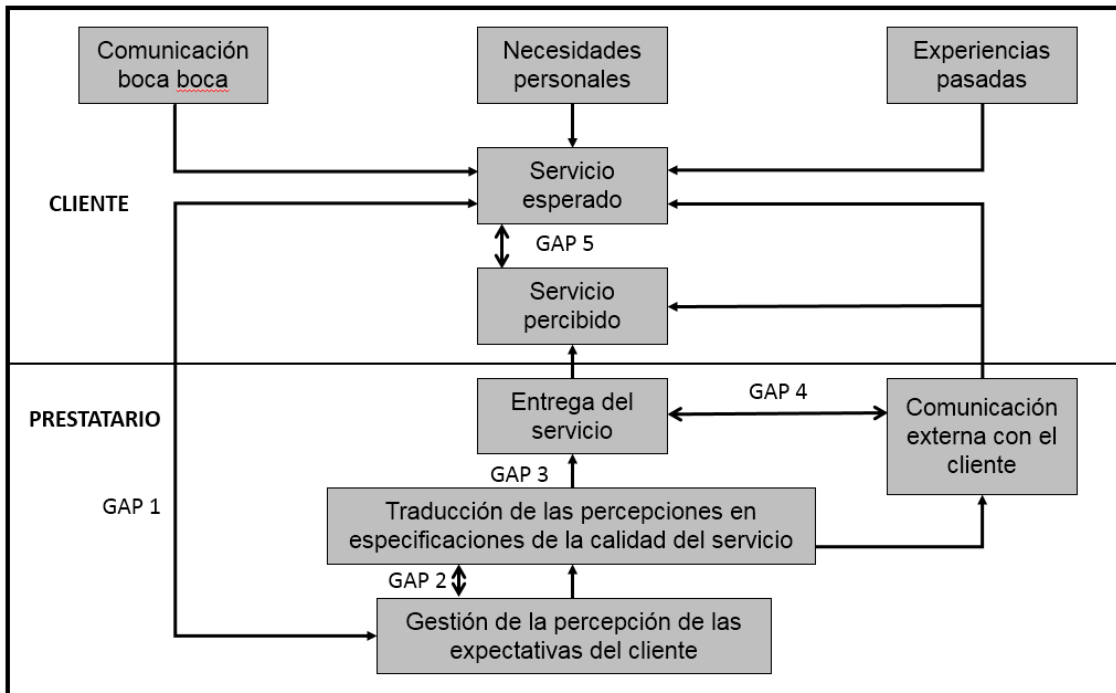 Comunicación
boca boca
Necesidades
personales
Experiencias
pasadas
Servicio
esperado
CLIENTE
GAP 5
Servicio
percibido
PRESTATARIO
Entrega del
servicio
GAP 4
Comunicación
externa con el
cliente
GAP 3
GAP 1
Traducción de las percepciones en
especificaciones de la calidad del servicio
GAP 2
Gestión de la percepción de las
expectativas del cliente